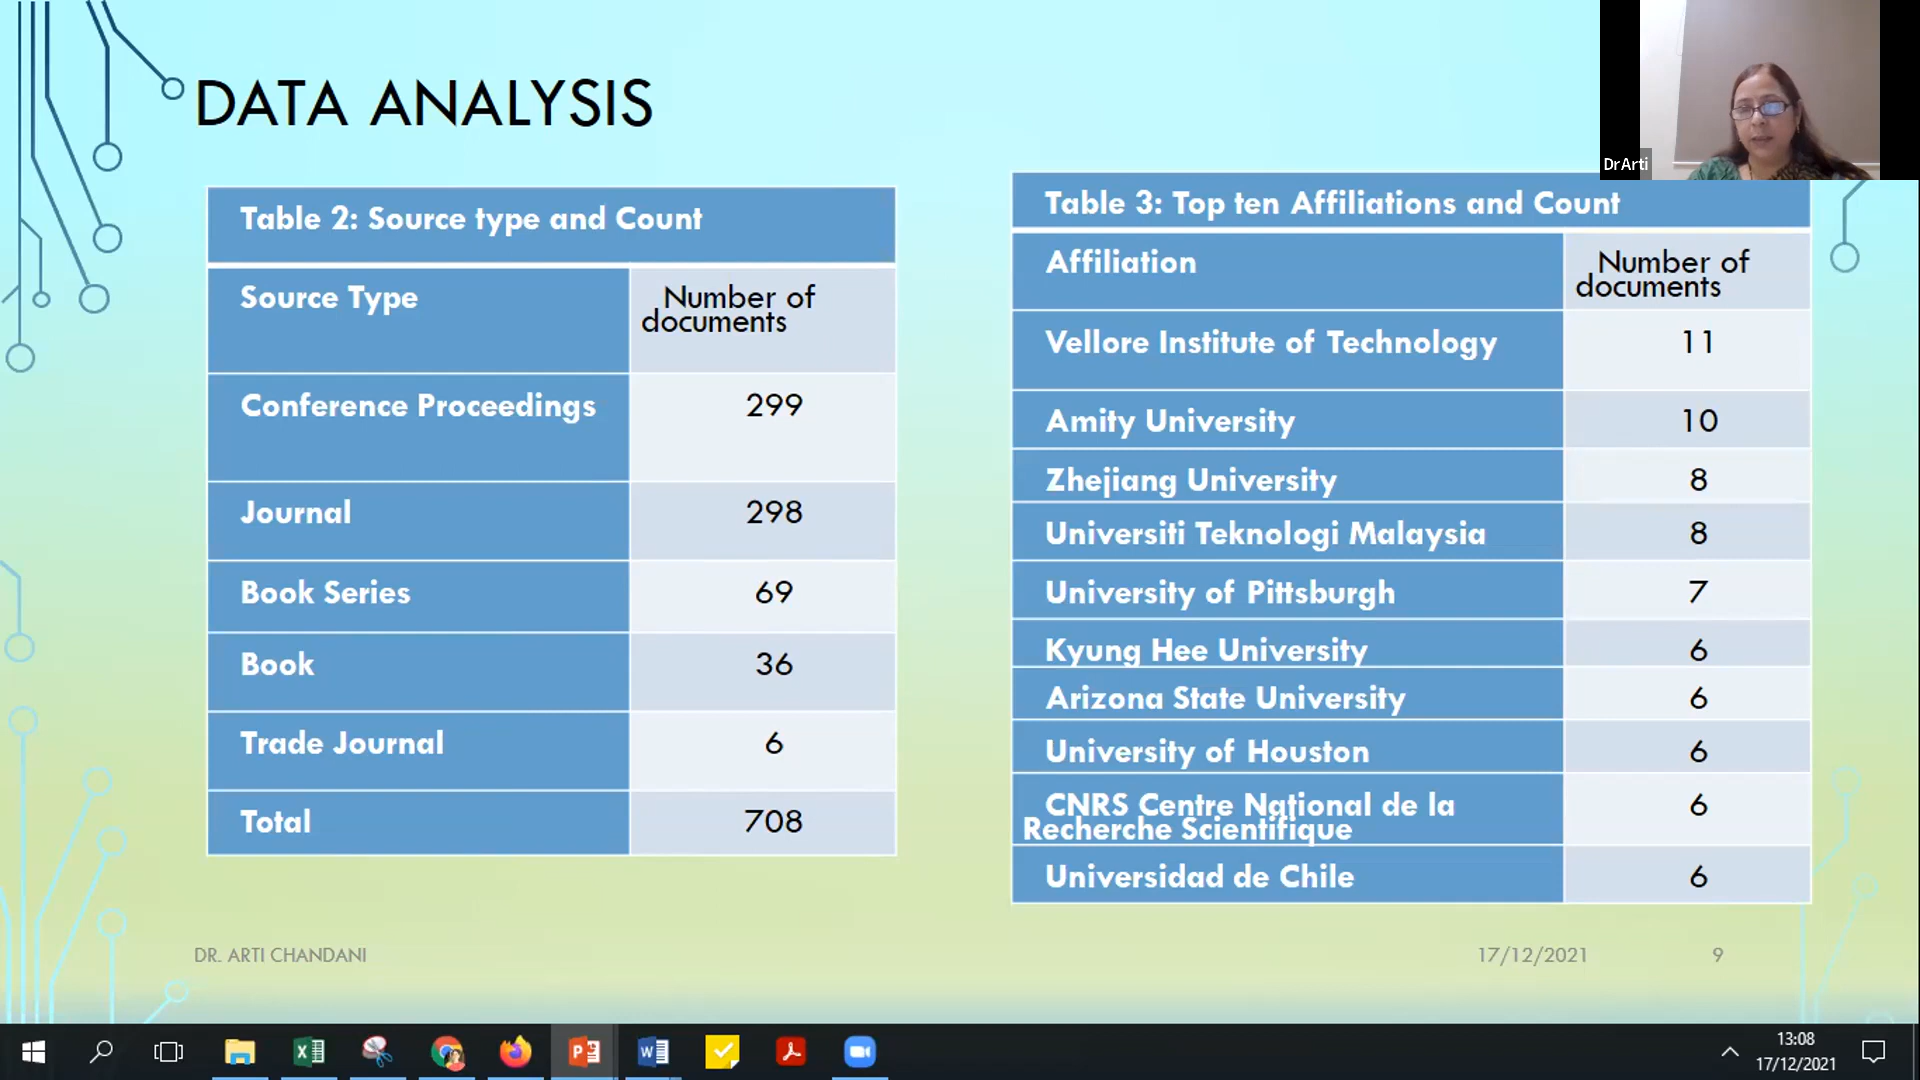 DATA ANALYSIS
DrArti
Table 2: Source type and Count
Source Type
Number of
documents
Conference Proceedings
299
Journal
298
Book Series
69
Book
36
Trade Journal
6
Total
708
Table 3: Top ten Affiliations and Count
Affiliation
Number of
documents
Vellore Institute of Technology
11
Amity University
10
Zhejiang University
8
Universiti Teknologi Malaysia
8
University of Pittsburgh
7
Kyung Hee University
6
Arizona State University
6
University of Houston
6
CNRS Centre National de la
Recherche Scientifique
6
Universidad de Chile
6
DR. ARTI CHANDANI
17/12/2021
9
13:08
17/12/2021